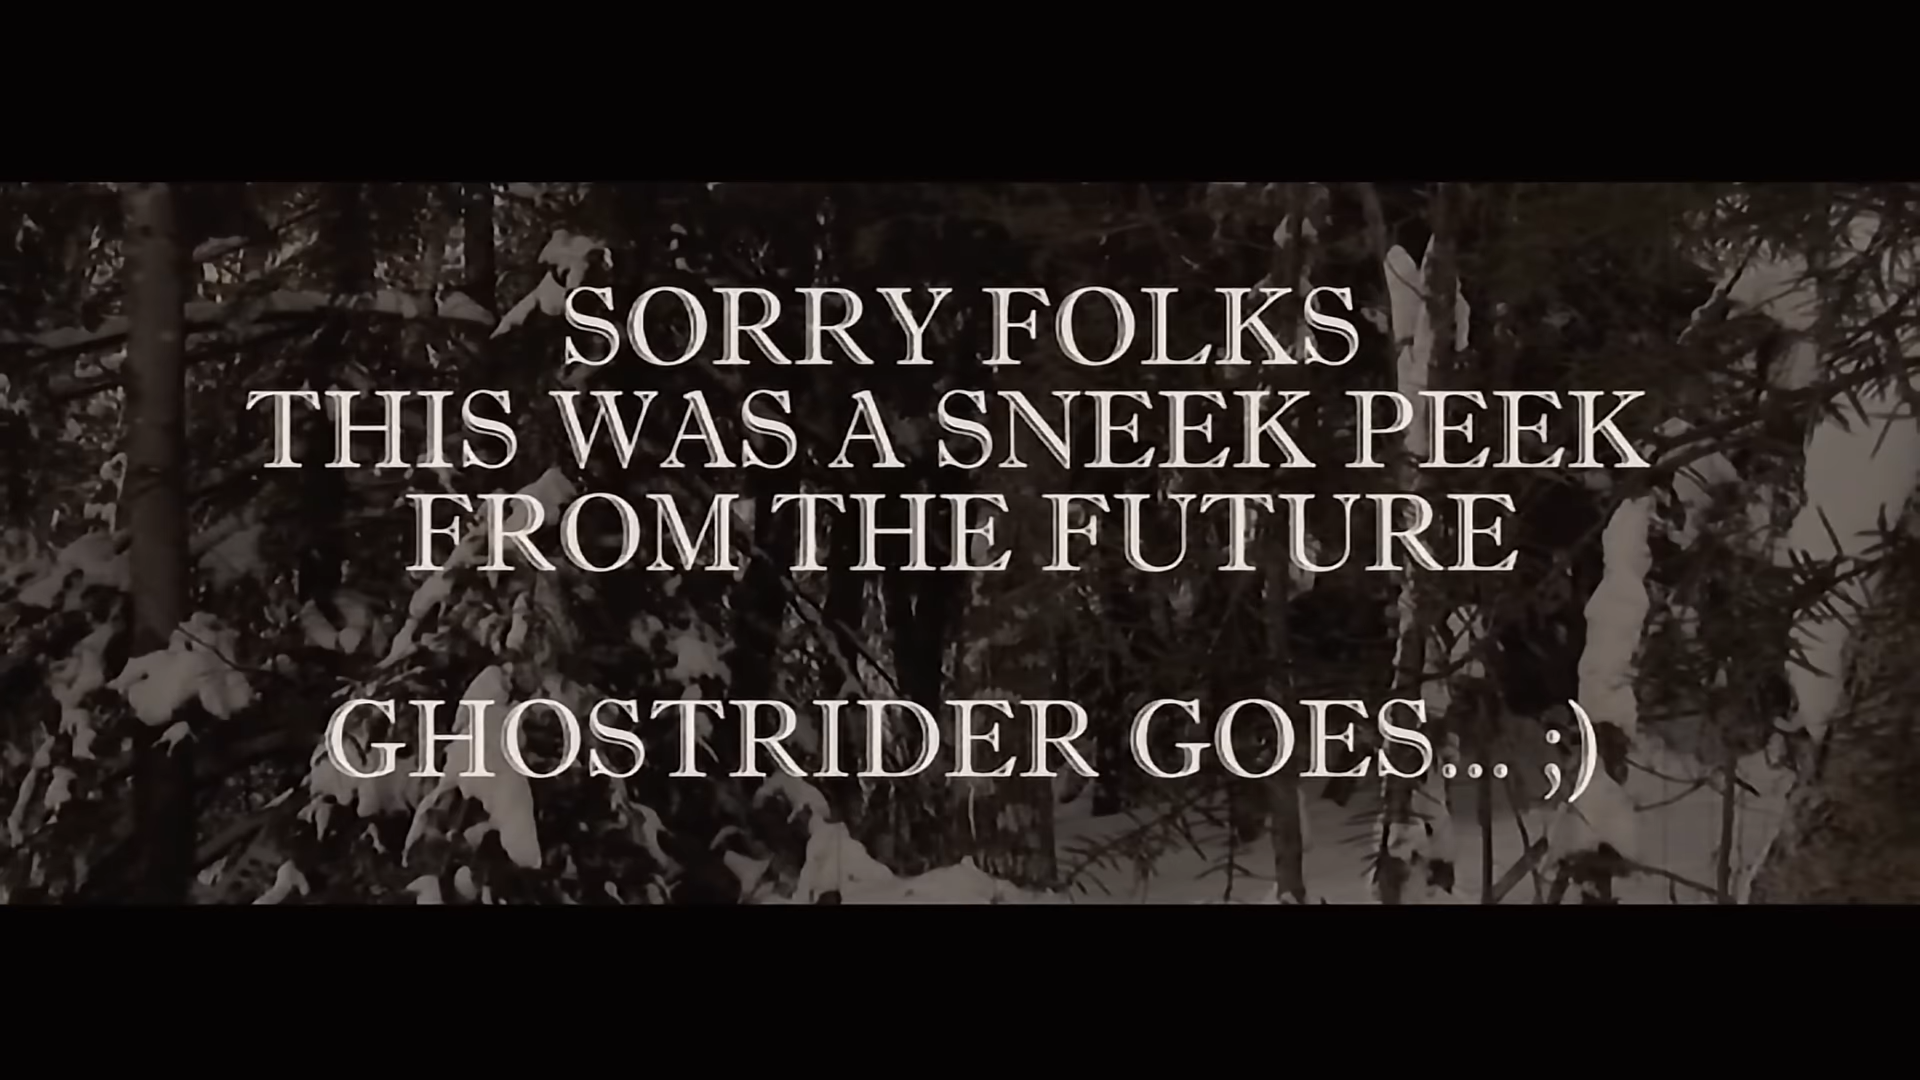 SORRY FOLKS
THIS WAS A SNEEK PEEK
FROM THE FUTURE
GHOSTRIDER GOES... ;)